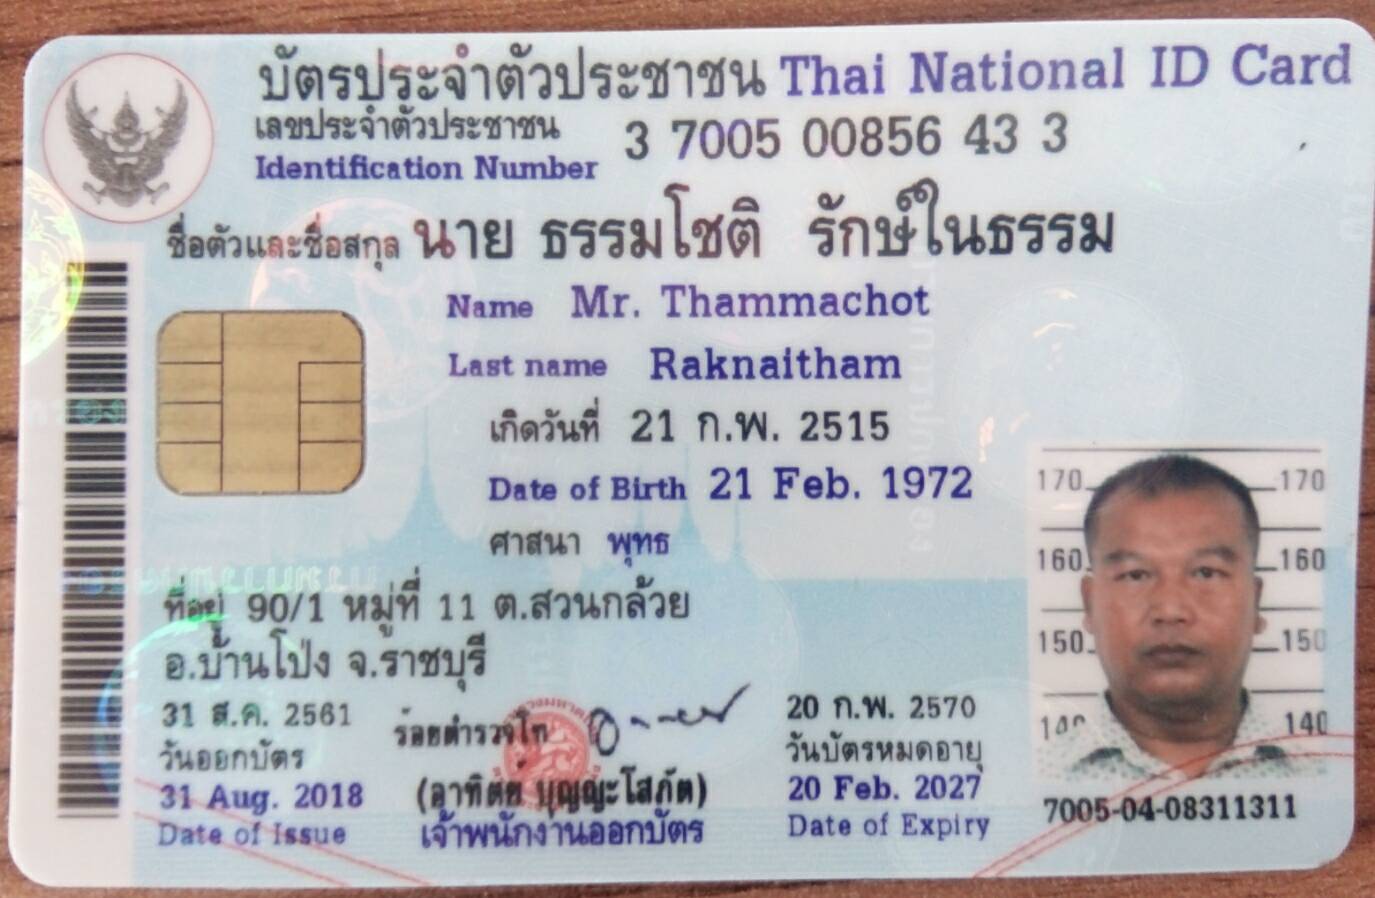 บัตรประจำตัวประชาชน Thai National ID Card
เลขประจำตัวประชาชน
Identification Number 3 7005 00856 43 3
ชื่อตัวและชื่อสกุล นาย ธรรมโชติ รักษ์ในธรรม
Name Mr. Thammachot
Last name Raknaitham
เกิดวันที่ 21 ก.พ. 2515
Date of Birth 21 Feb. 1972
ศาสนา พุทธ
ที่อยู่ 90/1 หมู่ที่ 11 ต.สวนกล้วย
อ.บ้านโป่ง จ.ราชบุรี
31 ส.ค. 2561
วันออกบัตร
31 Aug. 2018
Date of Issue
ร้อยตำรวจโท
(อาทิตย์ บุญญะโสภัต)
เจ้าพนักงานออกบัตร
20 ก.พ. 2570
วันบัตรหมดอายุ
20 Feb. 2027
Date of Expiry
170 170
160 160
150 150
140 140
7005-04-08311311